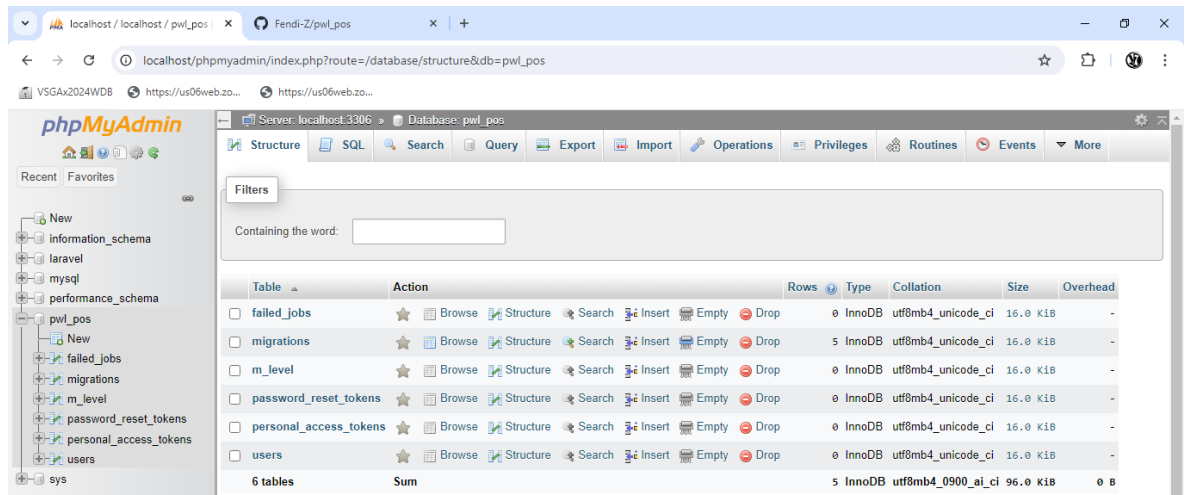 localhost / localhost / pwl_pos
Fendi-Z/pwl_pos
localhost/phpmyadmin/index.php?route=/database/structure&db=pwl_pos
VSGAx2024WDB https://us06web.zo... https://us06web.zo...
phpMyAdmin
Recent Favorites
New
information_schema
laravel
mysql
performance_schema
pwl_pos
New
failed_jobs
migrations
m_level
password_reset_tokens
personal_access_tokens
users
sys
Server: localhost:3306 » Database: pwl_pos
Structure SQL Search Query Export Import Operations Privileges Routines Events More
Filters
Containing the word:
Table Action Rows Type Collation Size Overhead
failed_jobs Browse Structure Search Insert Empty Drop 0 InnoDB utf8mb4_unicode_ci 16.0 KiB -
migrations Browse Structure Search Insert Empty Drop 5 InnoDB utf8mb4_unicode_ci 16.0 KiB -
m_level Browse Structure Search Insert Empty Drop 0 InnoDB utf8mb4_unicode_ci 16.0 KiB -
password_reset_tokens Browse Structure Search Insert Empty Drop 0 InnoDB utf8mb4_unicode_ci 16.0 KiB -
personal_access_tokens Browse Structure Search Insert Empty Drop 0 InnoDB utf8mb4_unicode_ci 16.0 KiB -
users Browse Structure Search Insert Empty Drop 0 InnoDB utf8mb4_unicode_ci 16.0 KiB -
6 tables Sum 5 InnoDB utf8mb4_0900_ai_ci 96.0 KiB 0 B